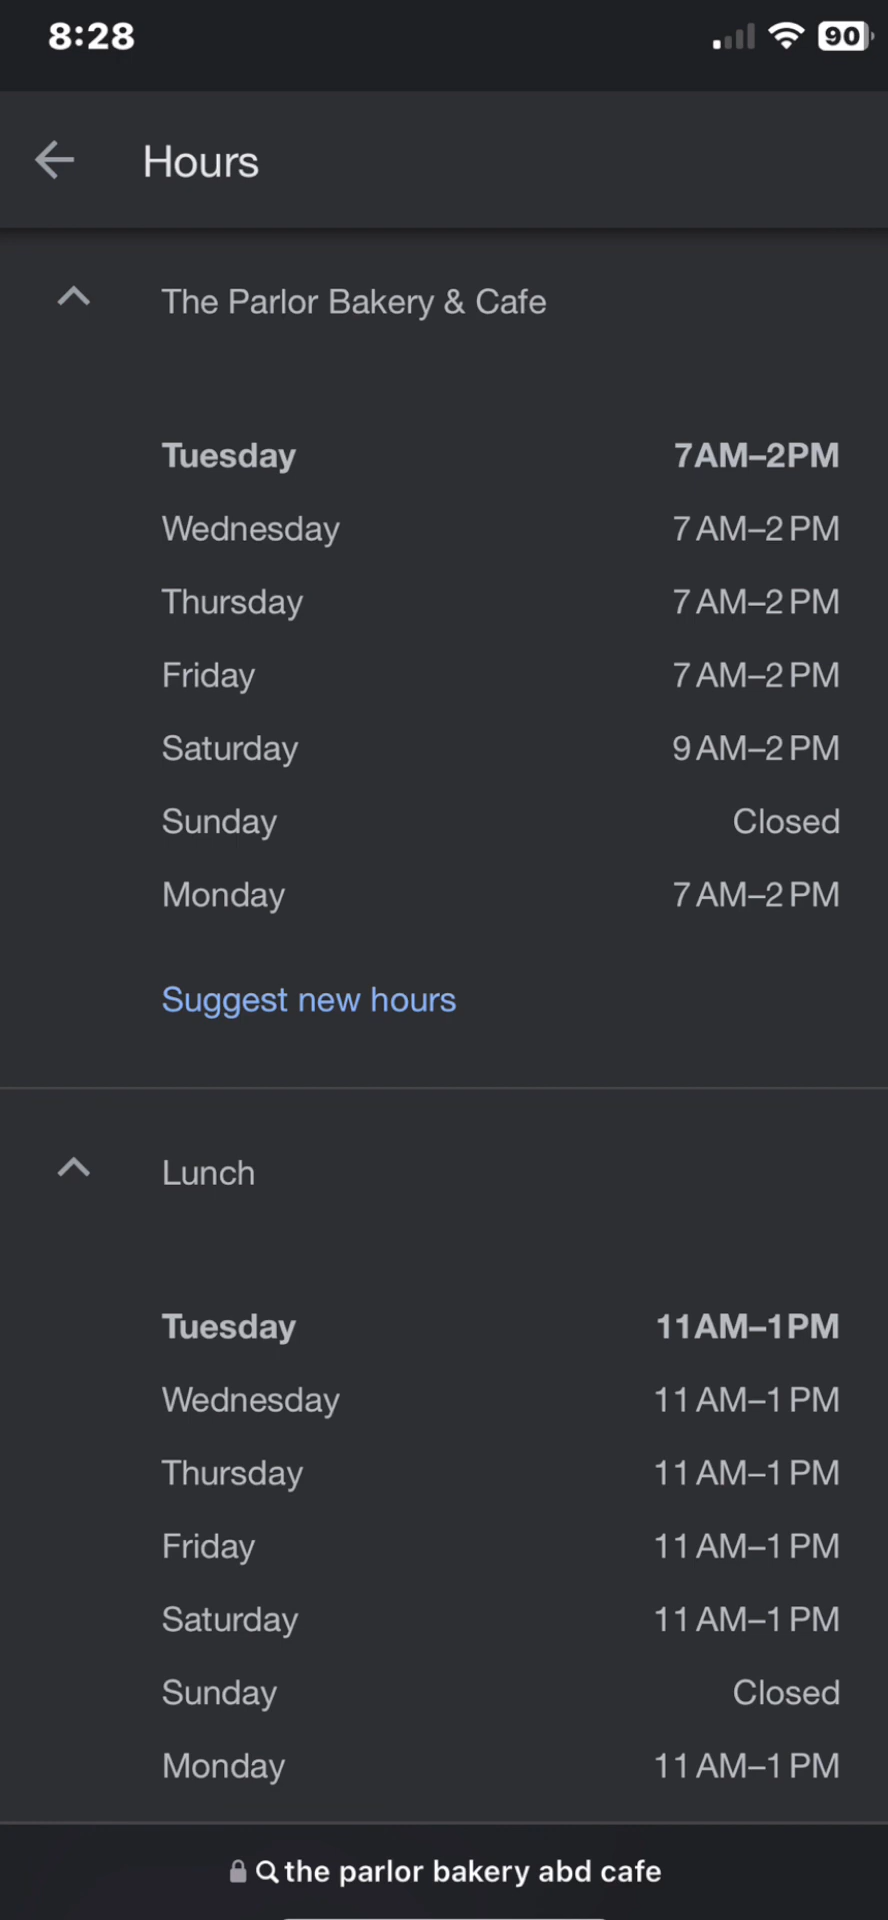 8:28
90
Hours
The Parlor Bakery & Cafe
Tuesday 7AM–2PM
Wednesday 7 AM–2 PM
Thursday 7 AM–2 PM
Friday 7 AM–2 PM
Saturday 9 AM–2 PM
Sunday Closed
Monday 7 AM–2 PM
Suggest new hours
Lunch
Tuesday 11AM–1PM
Wednesday 11 AM–1 PM
Thursday 11 AM–1 PM
Friday 11 AM–1 PM
Saturday 11 AM–1 PM
Sunday Closed
Monday 11 AM–1 PM
the parlor bakery abd cafe